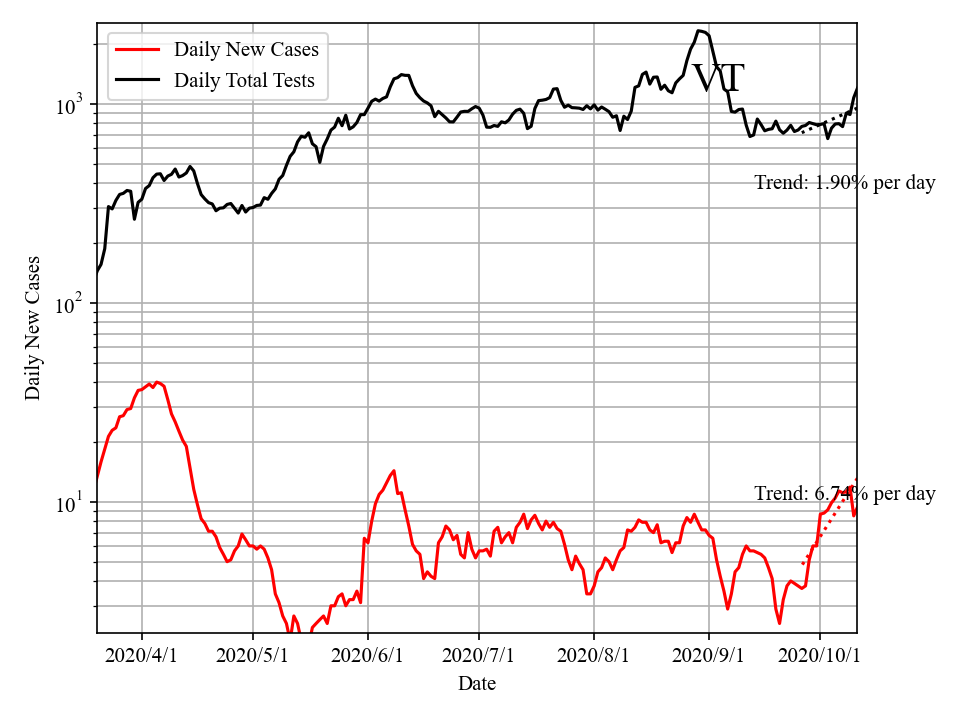 Daily New Cases
Daily Total Tests
VT
10³
Trend: 1.90% per day
10²
Daily New Cases
Trend: 6.74% per day
10¹
2020/4/1 2020/5/1 2020/6/1 2020/7/1 2020/8/1 2020/9/1 2020/10/1
Date